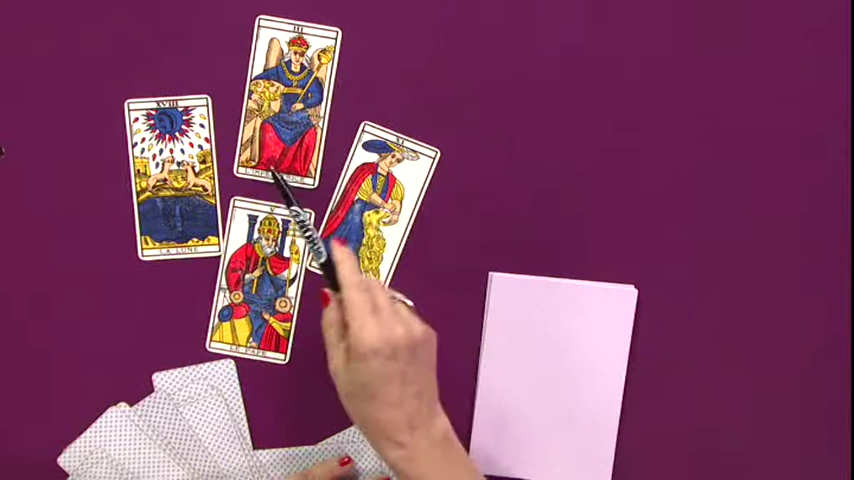 III
L'IMPERATRICE
XVIII
LA LUNE
V
LE PAPE